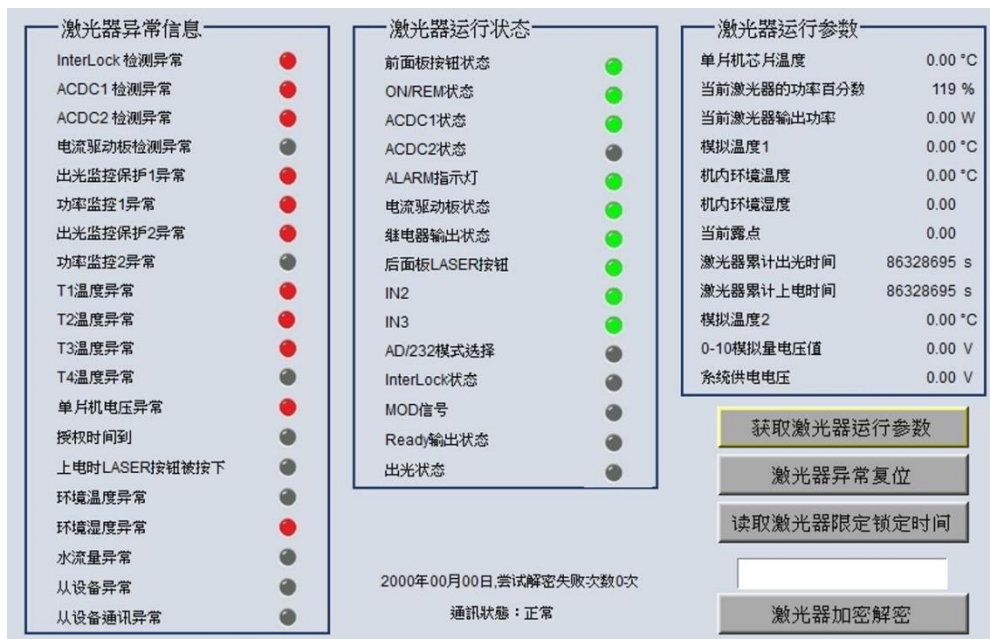 激光器异常信息
InterLock 检测异常
ACDC1 检测异常
ACDC2 检测异常
电流驱动板检测异常
出光监控保护1异常
功率监控1异常
出光监控保护2异常
功率监控2异常
T1温度异常
T2温度异常
T3温度异常
T4温度异常
单片机电压异常
授权时间到
上电时LASER按钮被按下
环境温度异常
环境湿度异常
水流量异常
从设备异常
从设备通讯异常
激光器运行状态
前面板按钮状态
ON/REM状态
ACDC1状态
ACDC2状态
ALARM指示灯
电流驱动板状态
继电器输出状态
后面板LASER按钮
IN2
IN3
AD/232模式选择
InterLock状态
MOD信号
Ready输出状态
出光状态
2000年00月00日,尝试解密失败次数0次
通訊狀態：正常
激光器运行参数
单片机芯片温度 0.00 °C
当前激光器的功率百分数 119 %
当前激光器输出功率 0.00 W
模拟温度1 0.00 °C
机内环境温度 0.00 °C
机内环境湿度 0.00
当前露点 0.00
激光器累计出光时间 86328695 s
激光器累计上电时间 86328695 s
模拟温度2 0.00 °C
0-10模拟量电压值 0.00 V
系统供电电压 0.00 V
获取激光器运行参数
激光器异常复位
读取激光器限定锁定时间
激光器加密解密